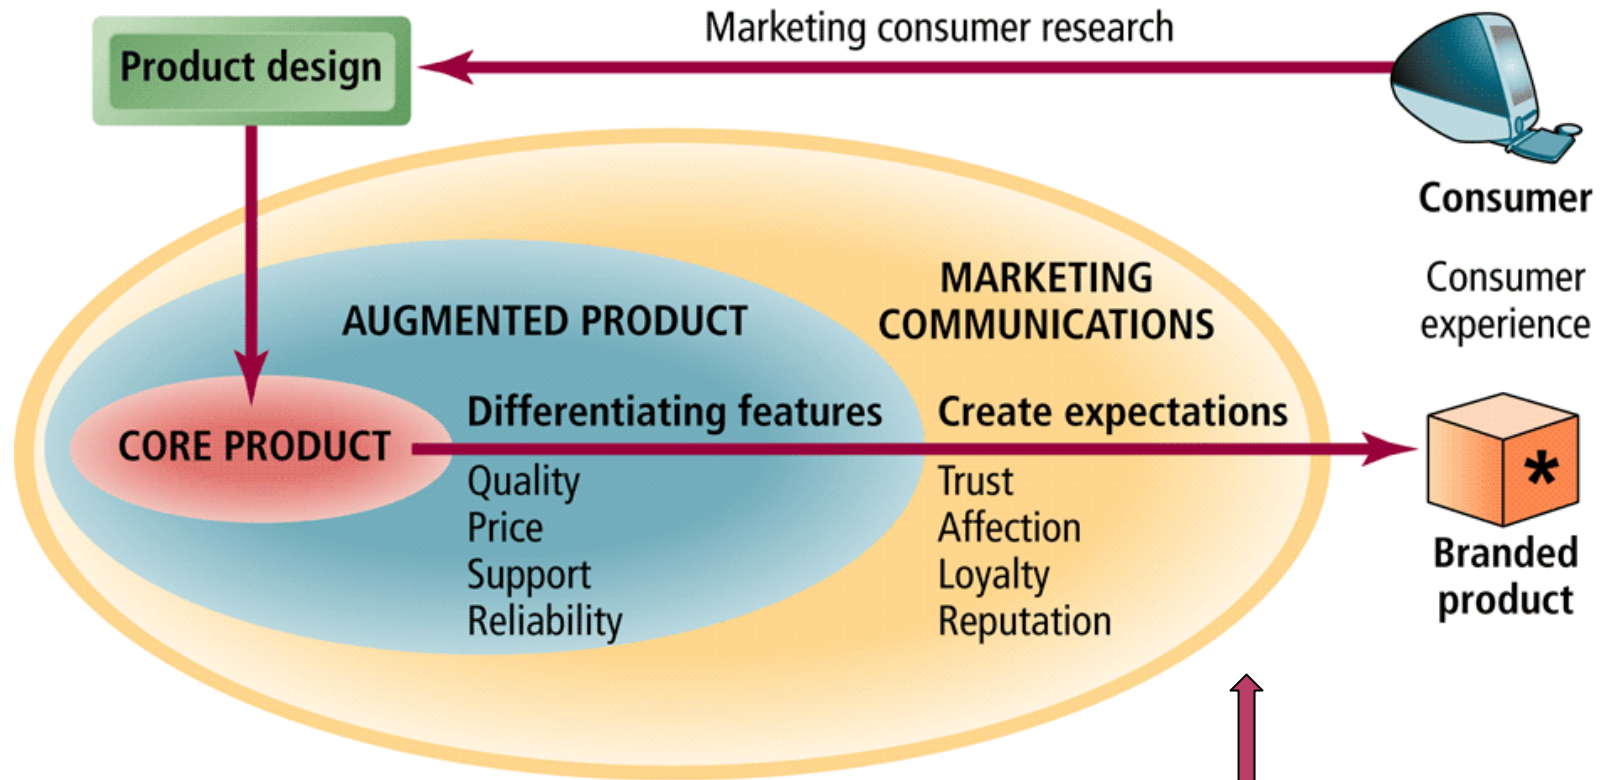 Marketing consumer research
Product design
Consumer
Consumer
experience
MARKETING
COMMUNICATIONS
AUGMENTED PRODUCT
Differentiating features
Create expectations
CORE PRODUCT
Quality
Price
Support
Reliability
Trust
Affection
Loyalty
Reputation
*
Branded
product